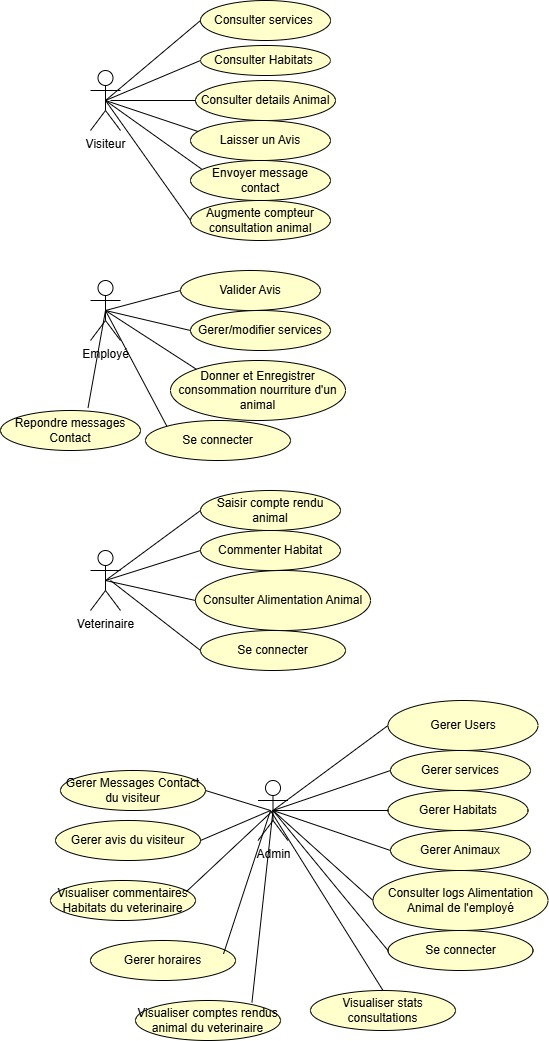 Consulter services
Consulter Habitats
Consulter details Animal
Visiteur
Laisser un Avis
Envoyer message
contact
Augmente compteur
consultation animal
Valider Avis
Gerer/modifier services
Employé
Donner et Enregistrer
consommation nourriture d'un
animal
Repondre messages
Contact
Se connecter
Saisir compte rendu
animal
Commenter Habitat
Consulter Alimentation Animal
Veterinaire
Se connecter
Gerer Users
Gerer services
Gerer Messages Contact
du visiteur
Gerer Habitats
Gerer avis du visiteur
Admin
Gerer Animaux
Visualiser commentaires
Habitats du veterinaire
Consulter logs Alimentation
Animal de l'employé
Se connecter
Gerer horaires
Visualiser comptes rendus
animal du veterinaire
Visualiser stats
consultations